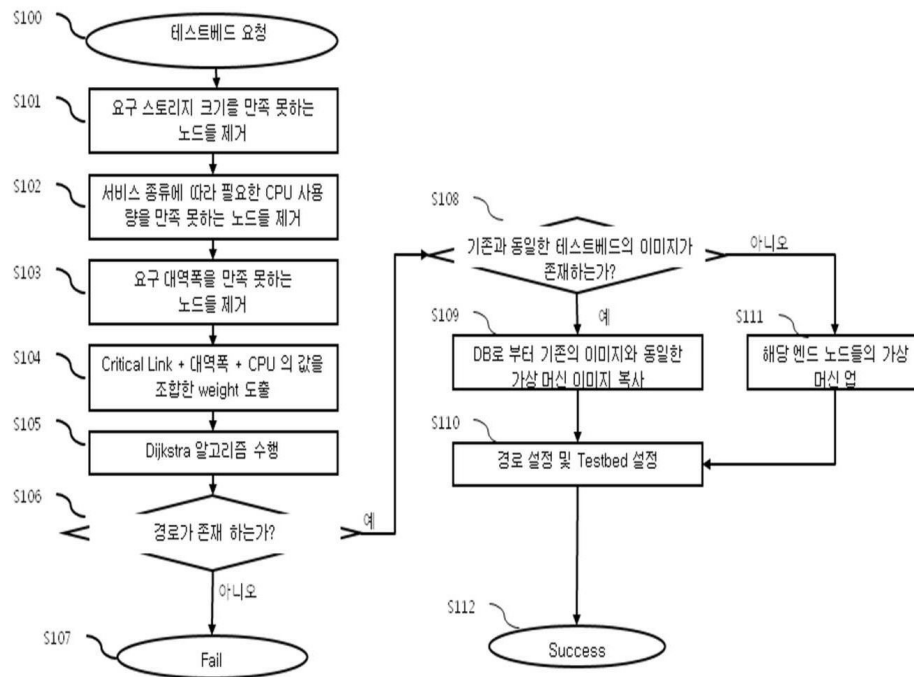 S100
테스트베드 요청
S101
요구 스토리지 크기를 만족 못하는
노드들 제거
S102
서비스 종류에 따라 필요한 CPU 사용
량을 만족 못하는 노드들 제거
S103
요구 대역폭을 만족 못하는
노드들 제거
S104
Critical Link + 대역폭 + CPU 의 값을
조합한 weight 도출
S105
Dijkstra 알고리즘 수행
S106
경로가 존재 하는가?
예
아니오
S107
Fail
S108
기존과 동일한 테스트베드의 이미지가
존재하는가?
아니오
예
S109
DB로 부터 기존의 이미지와 동일한
가상 머신 이미지 복사
S111
해당 엔드 노드들의 가상
머신 업
S110
경로 설정 및 Testbed 설정
S112
Success